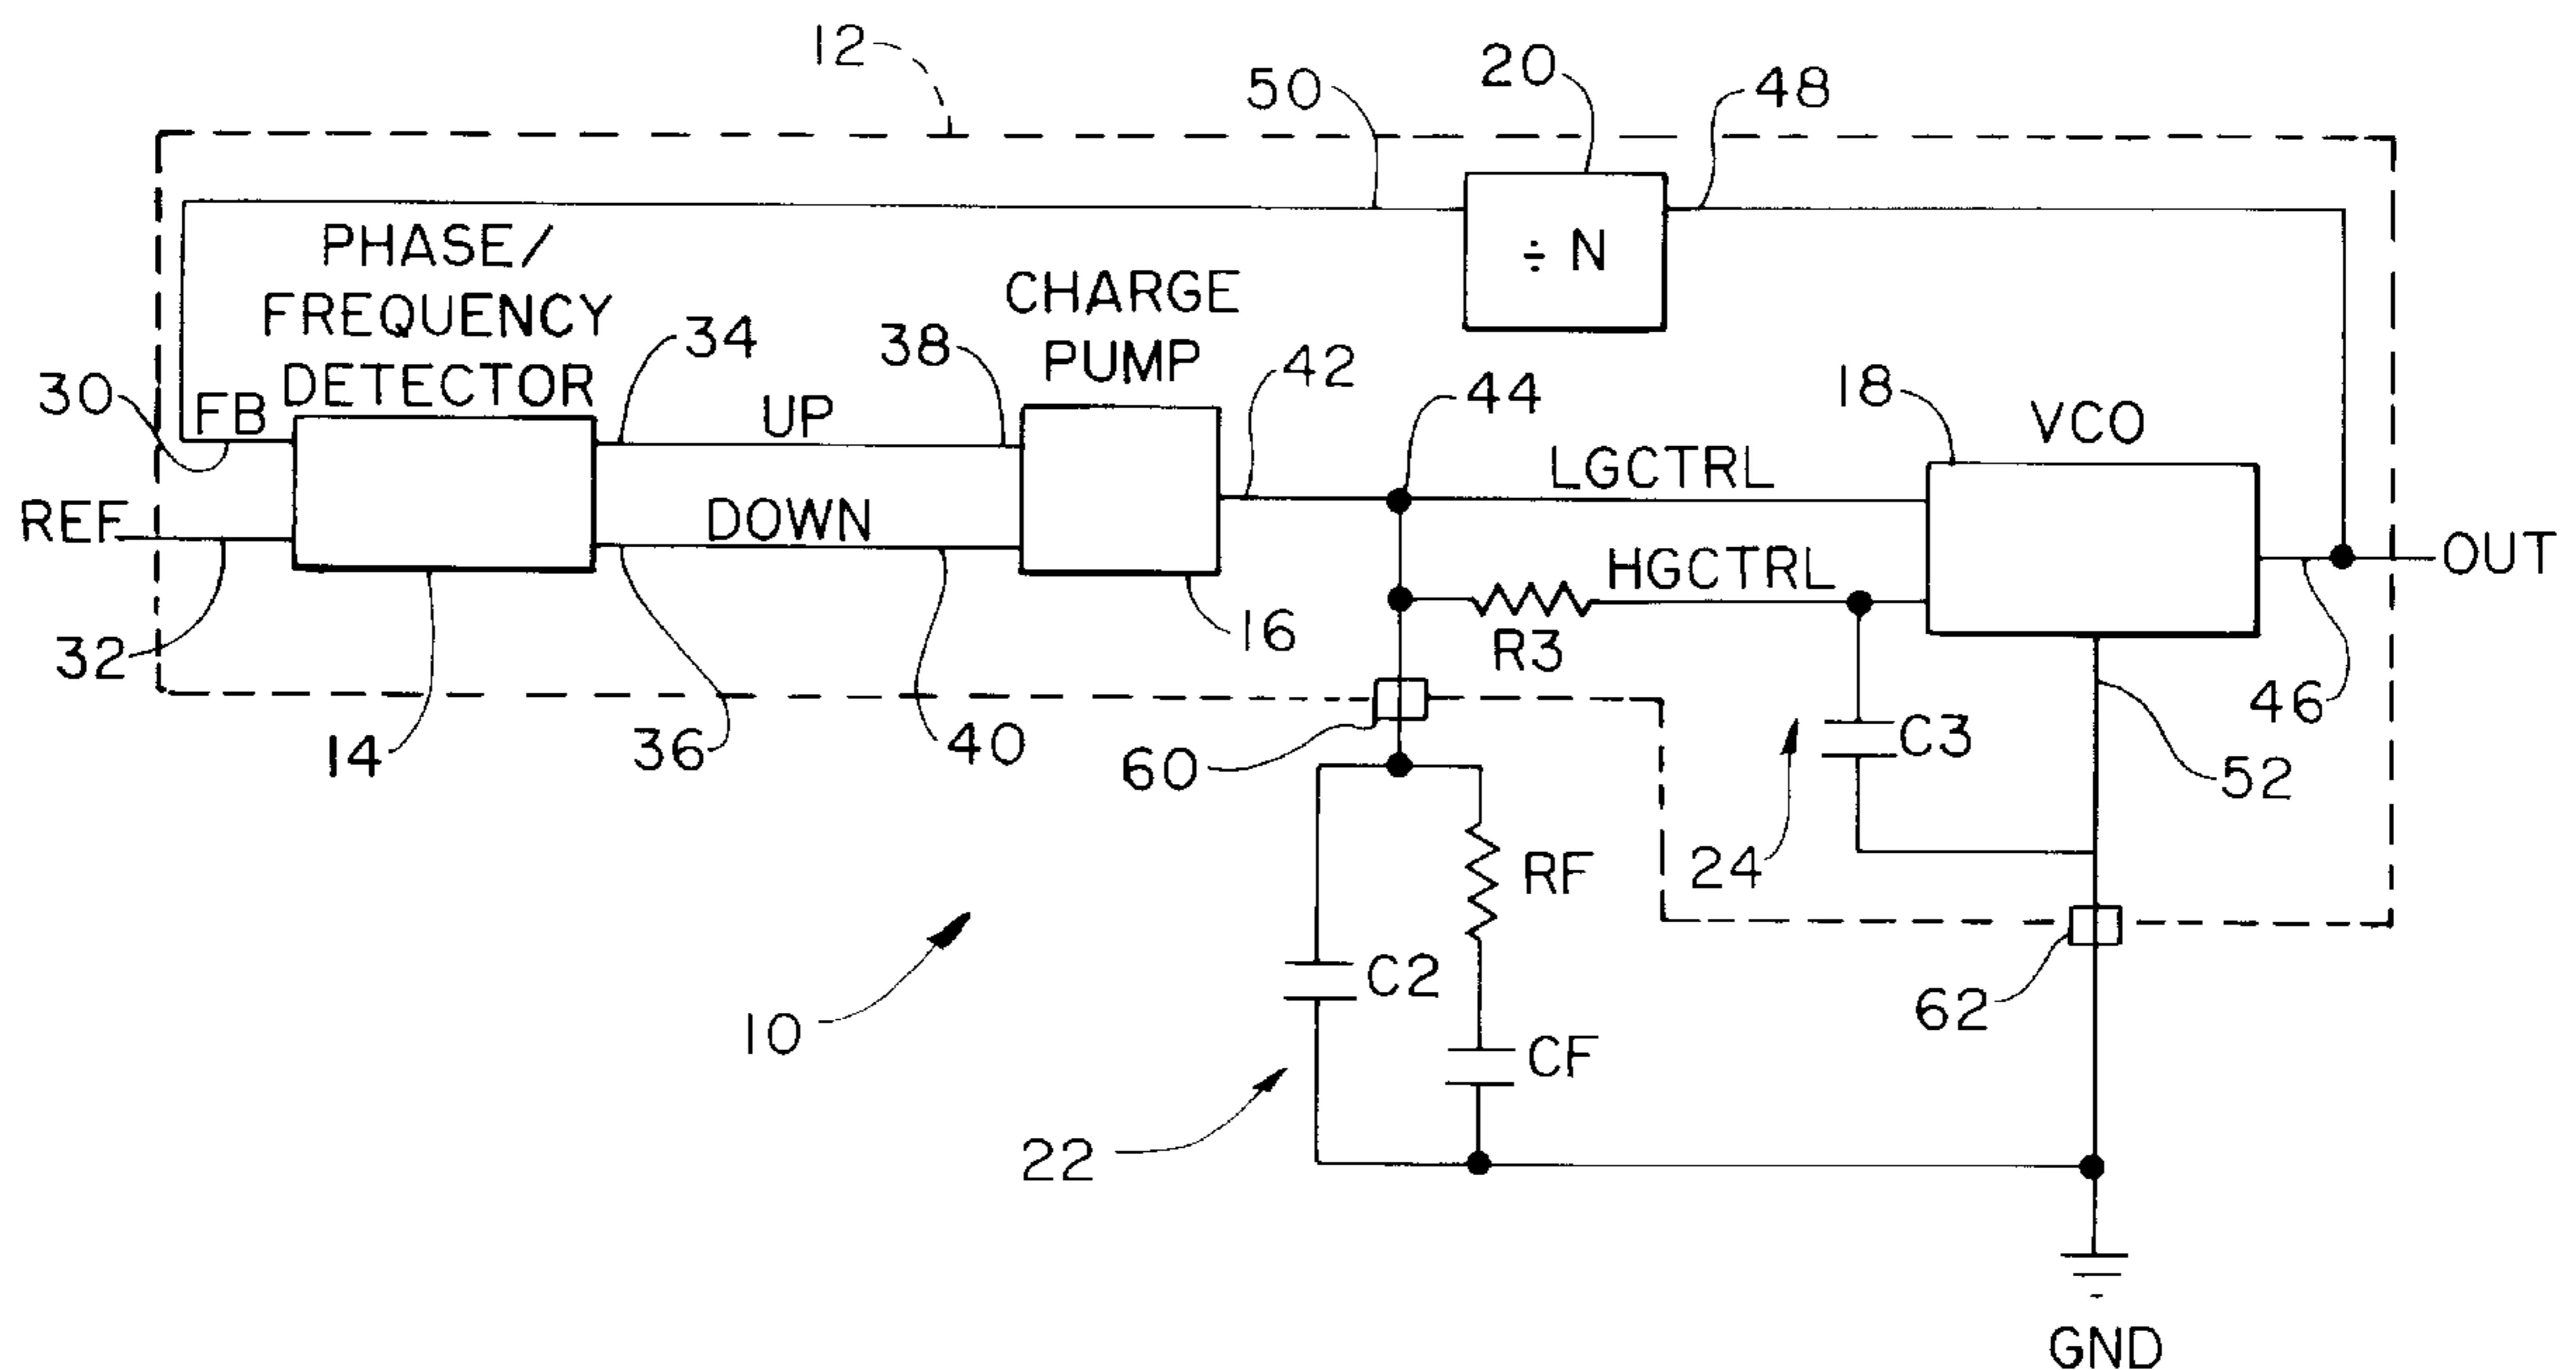 12
20
50
48
PHASE/
FREQUENCY
DETECTOR
÷ N
CHARGE
PUMP
34
38
42
44
18
VCO
30
FB
UP
LGCTRL
REF
DOWN
HGCTRL
OUT
32
16
R3
14
36
40
60
C3
46
52
24
RF
C2
10
62
CF
22
GND